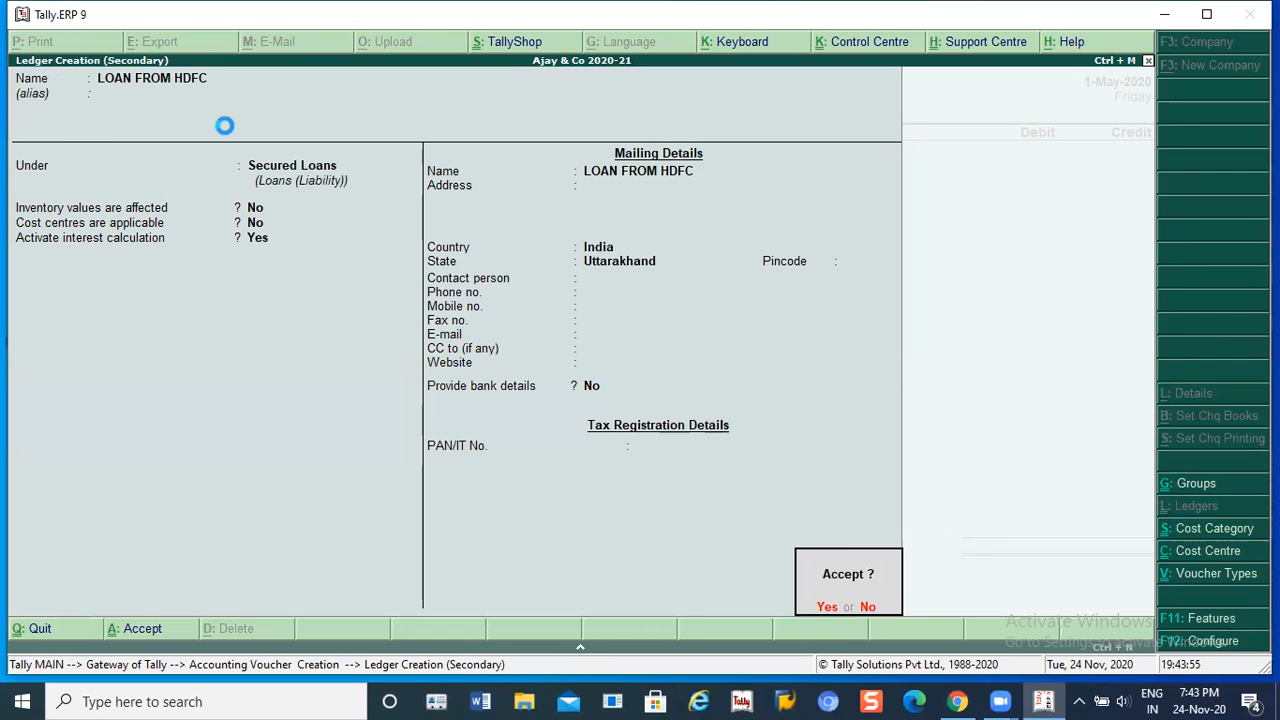 Tally.ERP 9
P: Print E: Export M: E-Mail O: Upload S: TallyShop G: Language K: Keyboard K: Control Centre H: Support Centre H: Help F3: Company
Ledger Creation (Secondary) Ajay & Co 2020-21 Ctrl + M
F3: New Company
Name : LOAN FROM HDFC
(alias) :
1-May-2020
Friday
Debit Credit
Under : Secured Loans
(Loans (Liability))
Inventory values are affected ? No
Cost centres are applicable ? No
Activate interest calculation ? Yes
Mailing Details
Name : LOAN FROM HDFC
Address :
Country : India
State : Uttarakhand Pincode :
Contact person :
Phone no. :
Mobile no. :
Fax no. :
E-mail :
CC to (if any) :
Website :
Provide bank details ? No
Tax Registration Details
PAN/IT No. :
Accept ?
Yes or No
L: Details
B: Set Chq Books
S: Set Chq Printing
G: Groups
L: Ledgers
S: Cost Category
C: Cost Centre
V: Voucher Types
F11: Features
F12: Configure
Activate Windows
Go to Settings to activate Windows.
Q: Quit A: Accept D: Delete
Ctrl + N
Tally MAIN --> Gateway of Tally --> Accounting Voucher Creation --> Ledger Creation (Secondary) © Tally Solutions Pvt Ltd., 1988-2020 Tue, 24 Nov, 2020 19:43:55
Type here to search
ENG
IN
7:43 PM
24-Nov-20
4